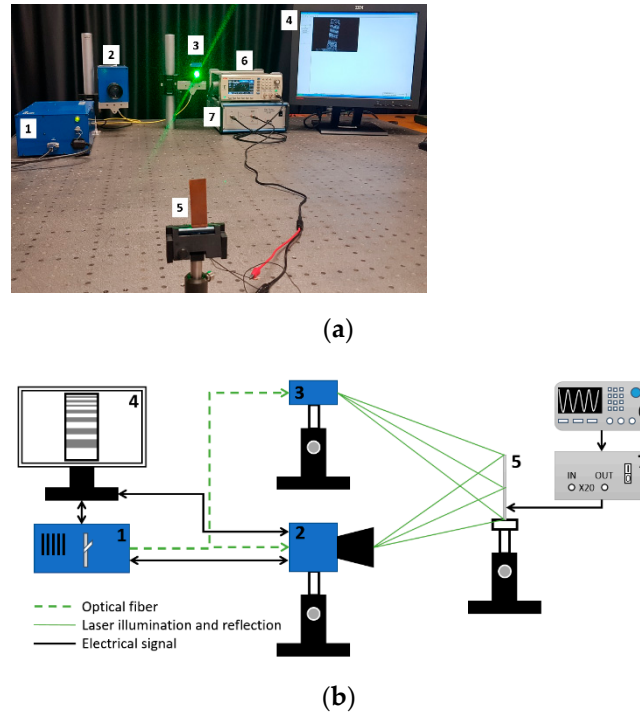 4
3
2
6
7
1
5
(a)
4
3
5
IN OUT
X20
1
2
Optical fiber
Laser illumination and reflection
Electrical signal
(b)